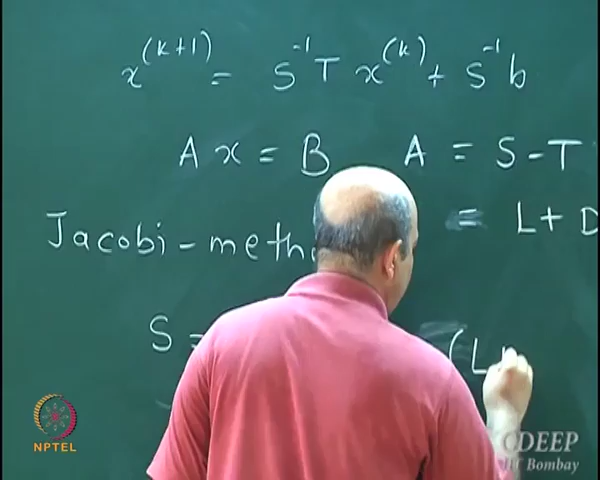 x^(k+1) = S^-1 T x^(k) + S^-1 b
A x = B A = S - T
= L + D
Jacobi - meth
S = (L
NPTEL
CDEEP
IIT Bombay